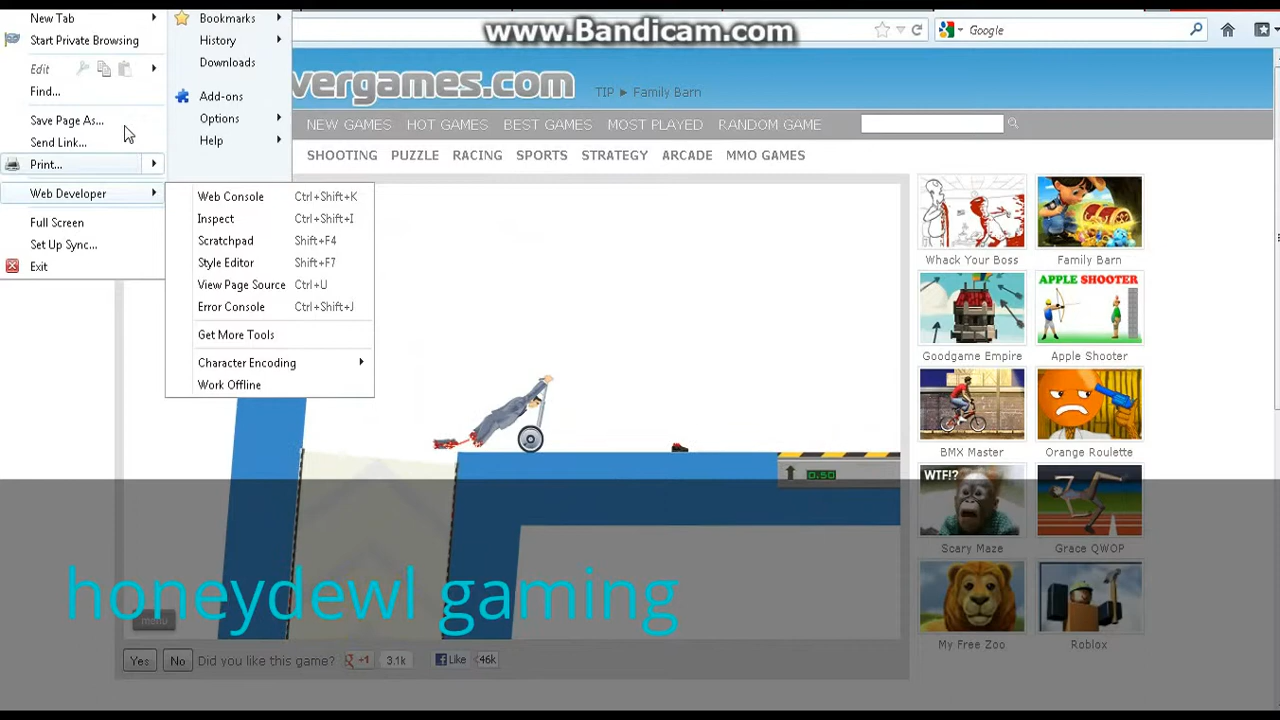 www.Bandicam.com
New Tab
Start Private Browsing
Edit
Find...
Save Page As...
Send Link...
Print...
Web Developer
Full Screen
Set Up Sync...
Exit
Bookmarks
History
Downloads
Add-ons
Options
Help
Web Console Ctrl+Shift+K
Inspect Ctrl+Shift+I
Scratchpad Shift+F4
Style Editor Shift+F7
View Page Source Ctrl+U
Error Console Ctrl+Shift+J
Get More Tools
Character Encoding
Work Offline
Google
vergames.com
TIP ► Family Barn
NEW GAMES HOT GAMES BEST GAMES MOST PLAYED RANDOM GAME
SHOOTING PUZZLE RACING SPORTS STRATEGY ARCADE MMO GAMES
Whack Your Boss
Family Barn
Goodgame Empire
APPLE SHOOTER
Apple Shooter
BMX Master
Orange Roulette
WTF!?
Scary Maze
Grace QWOP
My Free Zoo
Roblox
0.50
honeydewl gaming
menu
Yes No Did you like this game? g +1 3.1k f Like 46k